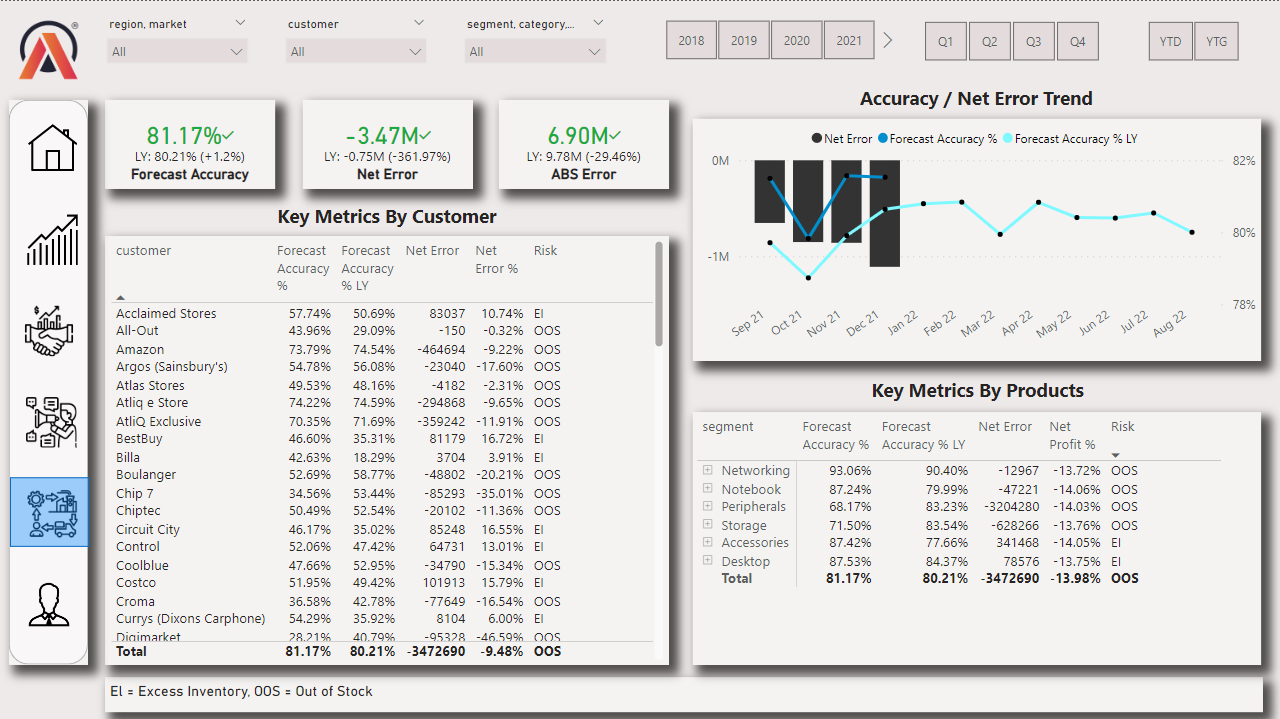 region, market
customer
segment, category,...
All
All
All
2018 2019 2020 2021
Q1 Q2 Q3 Q4
YTD YTG
®
81.17%
LY: 80.21% (+1.2%)
Forecast Accuracy
-3.47M
LY: -0.75M (-361.97%)
Net Error
6.90M
LY: 9.78M (-29.46%)
ABS Error
Accuracy / Net Error Trend
Net Error Forecast Accuracy % Forecast Accuracy % LY
0M
-1M
82%
80%
78%
Sep 21 Oct 21 Nov 21 Dec 21 Jan 22 Feb 22 Mar 22 Apr 22 May 22 Jun 22 Jul 22 Aug 22
Key Metrics By Customer
customer Forecast Accuracy % Forecast Accuracy % LY Net Error Net Error % Risk
Acclaimed Stores 57.74% 50.69% 83037 10.74% EI
All-Out 43.96% 29.09% -150 -0.32% OOS
Amazon 73.79% 74.54% -464694 -9.22% OOS
Argos (Sainsbury's) 54.78% 56.08% -23040 -17.60% OOS
Atlas Stores 49.53% 48.16% -4182 -2.31% OOS
Atliq e Store 74.22% 74.59% -294868 -9.65% OOS
AtliQ Exclusive 70.35% 71.69% -359242 -11.91% OOS
BestBuy 46.60% 35.31% 81179 16.72% EI
Billa 42.63% 18.29% 3704 3.91% EI
Boulanger 52.69% 58.77% -48802 -20.21% OOS
Chip 7 34.56% 53.44% -85293 -35.01% OOS
Chiptec 50.49% 52.54% -20102 -11.36% OOS
Circuit City 46.17% 35.02% 85248 16.55% EI
Control 52.06% 47.42% 64731 13.01% EI
Coolblue 47.66% 52.95% -34790 -15.34% OOS
Costco 51.95% 49.42% 101913 15.79% EI
Croma 36.58% 42.78% -77649 -16.54% OOS
Currys (Dixons Carphone) 54.29% 35.92% 8104 6.00% EI
Digimarket 28.21% 40.79% -95328 -46.59% OOS
Total 81.17% 80.21% -3472690 -9.48% OOS
Key Metrics By Products
segment Forecast Accuracy % Forecast Accuracy % LY Net Error Net Profit % Risk
Networking 93.06% 90.40% -12967 -13.72% OOS
Notebook 87.24% 79.99% -47221 -14.06% OOS
Peripherals 68.17% 83.23% -3204280 -14.03% OOS
Storage 71.50% 83.54% -628266 -13.76% OOS
Accessories 87.42% 77.66% 341468 -14.05% EI
Desktop 87.53% 84.37% 78576 -13.75% EI
Total 81.17% 80.21% -3472690 -13.98% OOS
El = Excess Inventory, OOS = Out of Stock